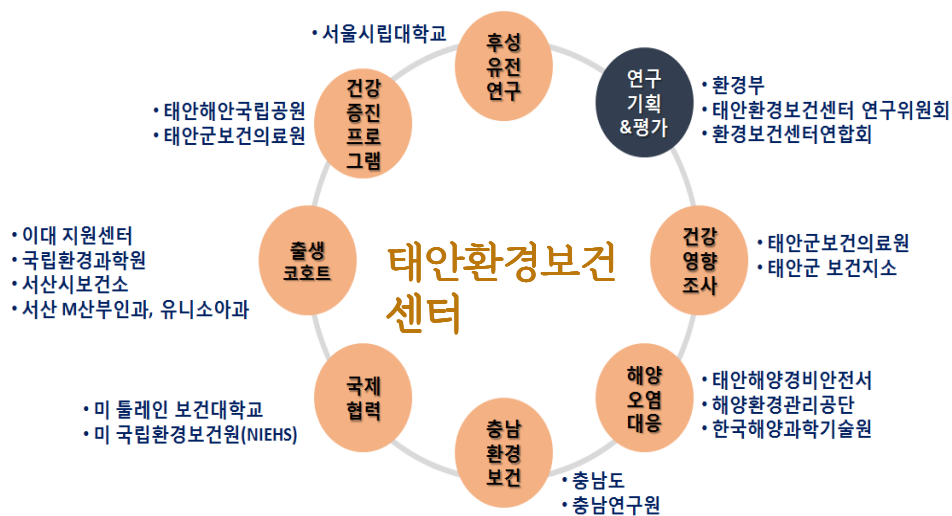 • 서울시립대학교
후성
유전
연구
연구
기획
&평가
• 환경부
• 태안환경보건센터 연구위원회
• 환경보건센터연합회
건강
증진
프로
그램
• 태안해안국립공원
• 태안군보건의료원
건강
영향
조사
• 태안군보건의료원
• 태안군 보건지소
출생
코호트
• 이대 지원센터
• 국립환경과학원
• 서산시보건소
• 서산 M산부인과, 유니소아과
태안환경보건
센터
국제
협력
• 미 툴레인 보건대학교
• 미 국립환경보건원(NIEHS)
해양
오염
대응
• 태안해양경비안전서
• 해양환경관리공단
• 한국해양과학기술원
충남
환경
보건
• 충남도
• 충남연구원